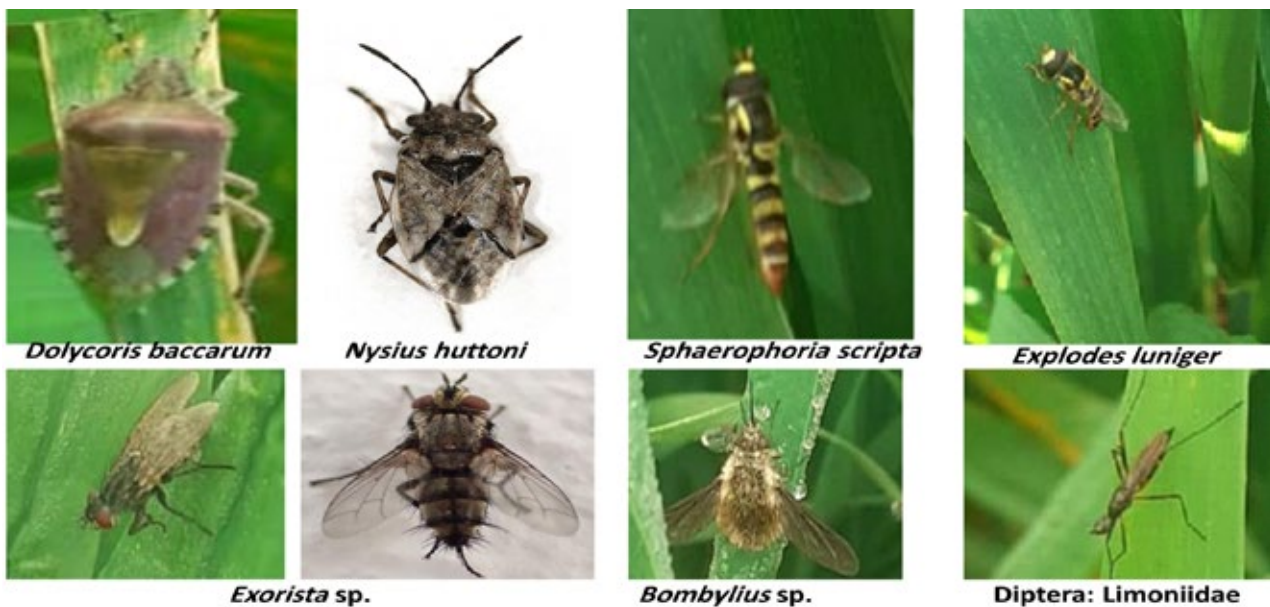 Dolycoris baccarum
Nysius huttoni
Sphaerophoria scripta
Explodes luniger
Exorista sp.
Bombylius sp.
Diptera: Limoniidae